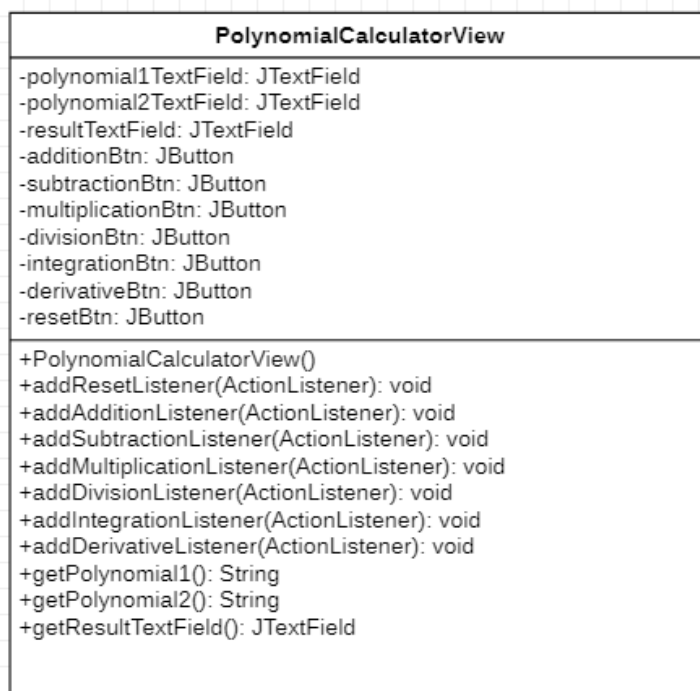 PolynomialCalculatorView
-polynomial1TextField: JTextField
-polynomial2TextField: JTextField
-resultTextField: JTextField
-additionBtn: JButton
-subtractionBtn: JButton
-multiplicationBtn: JButton
-divisionBtn: JButton
-integrationBtn: JButton
-derivativeBtn: JButton
-resetBtn: JButton
+PolynomialCalculatorView()
+addResetListener(ActionListener): void
+addAdditionListener(ActionListener): void
+addSubtractionListener(ActionListener): void
+addMultiplicationListener(ActionListener): void
+addDivisionListener(ActionListener): void
+addIntegrationListener(ActionListener): void
+addDerivativeListener(ActionListener): void
+getPolynomial1(): String
+getPolynomial2(): String
+getResultTextField(): JTextField